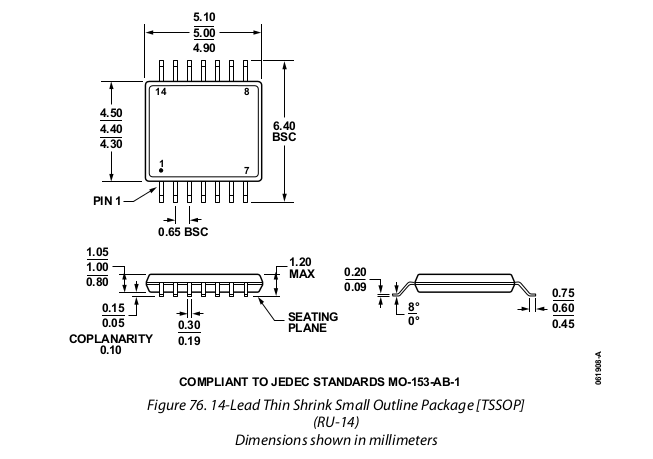 5.10
5.00
4.90
14
8
4.50
4.40
4.30
6.40
BSC
1
7
PIN 1
0.65 BSC
1.05
1.00
0.80
1.20
MAX
0.20
0.09
0.15
0.05
0.30
0.19
SEATING
PLANE
8°
0°
0.75
0.60
0.45
COPLANARITY
0.10
COMPLIANT TO JEDEC STANDARDS MO-153-AB-1
061908-A
Figure 76. 14-Lead Thin Shrink Small Outline Package [TSSOP]
(RU-14)
Dimensions shown in millimeters